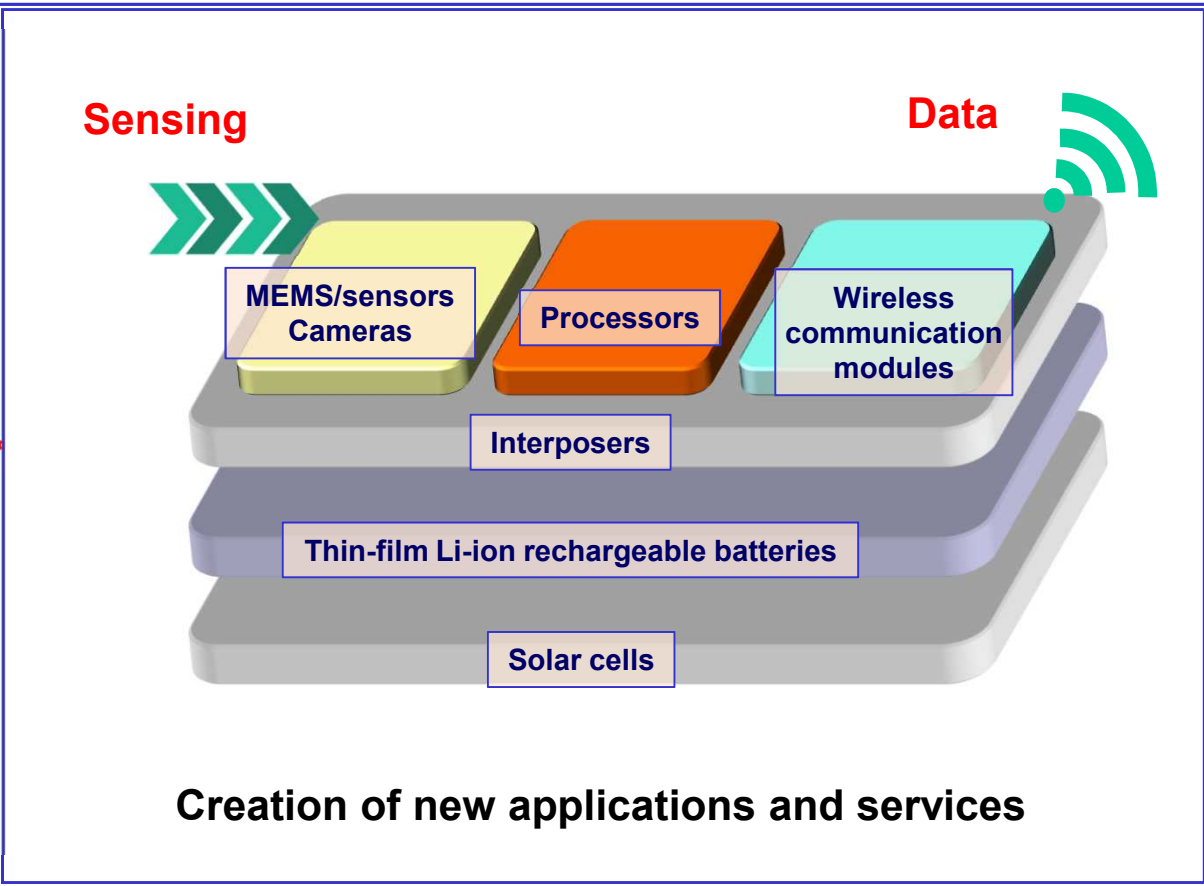 Sensing
Data
MEMS/sensors
Cameras
Processors
Wireless
communication
modules
Interposers
Thin-film Li-ion rechargeable batteries
Solar cells
Creation of new applications and services